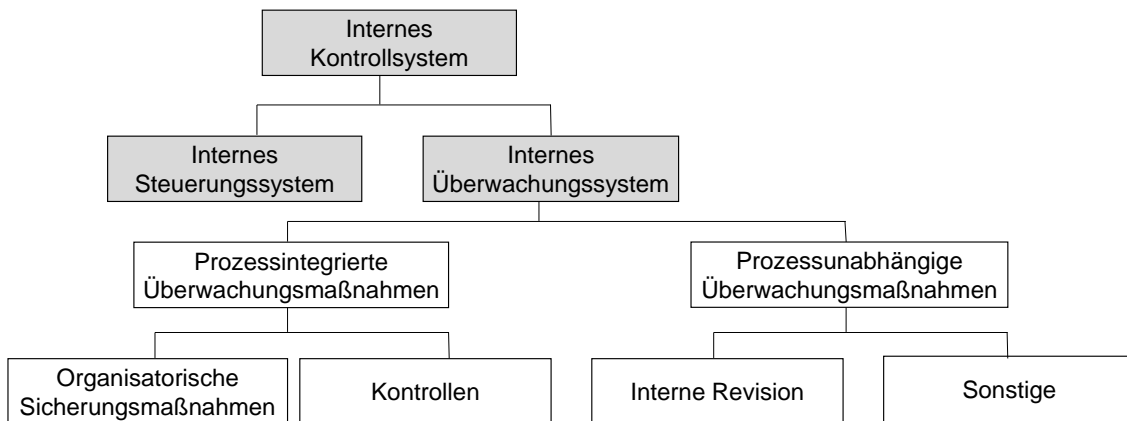 Internes
Kontrollsystem
Internes
Steuerungssystem
Internes
Überwachungssystem
Prozessintegrierte
Überwachungsmaßnahmen
Prozessunabhängige
Überwachungsmaßnahmen
Organisatorische
Sicherungsmaßnahmen
Kontrollen
Interne Revision
Sonstige